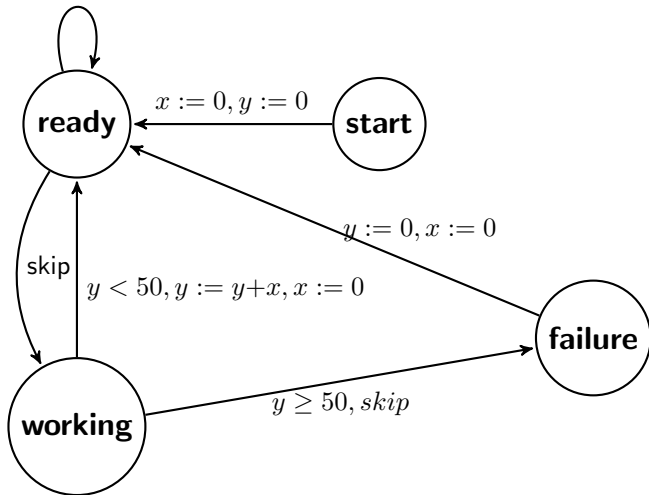 x := 0, y := 0
ready
start
y := 0, x := 0
skip
y < 50, y := y+x, x := 0
failure
y ≥ 50, skip
working